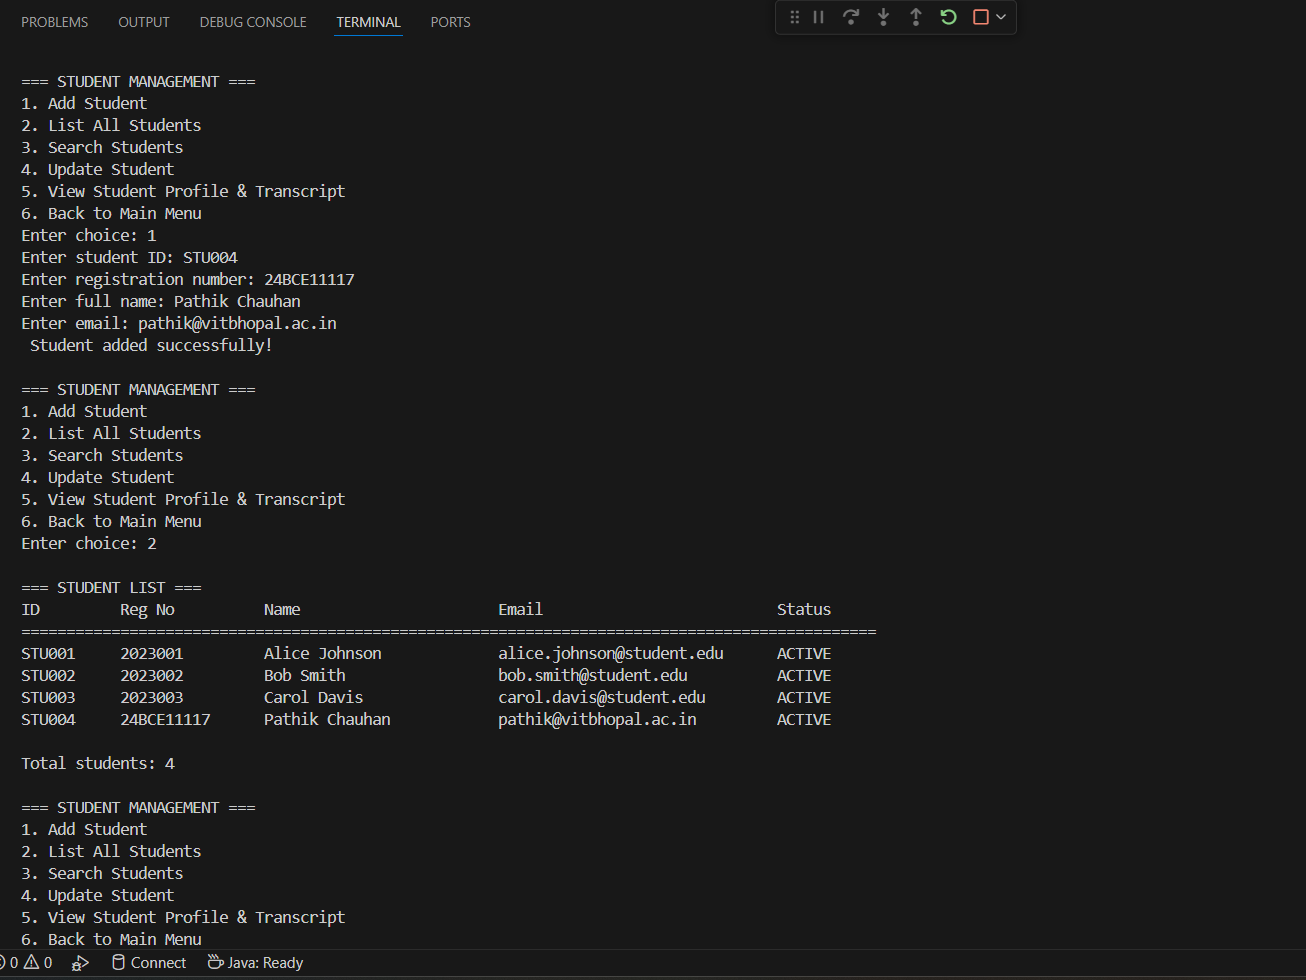 PROBLEMS OUTPUT DEBUG CONSOLE TERMINAL PORTS
=== STUDENT MANAGEMENT ===
1. Add Student
2. List All Students
3. Search Students
4. Update Student
5. View Student Profile & Transcript
6. Back to Main Menu
Enter choice: 1
Enter student ID: STU004
Enter registration number: 24BCE11117
Enter full name: Pathik Chauhan
Enter email: pathik@vitbhopal.ac.in
Student added successfully!
=== STUDENT MANAGEMENT ===
1. Add Student
2. List All Students
3. Search Students
4. Update Student
5. View Student Profile & Transcript
6. Back to Main Menu
Enter choice: 2
=== STUDENT LIST ===
ID Reg No Name Email Status
===============================================================================================
STU001 2023001 Alice Johnson alice.johnson@student.edu ACTIVE
STU002 2023002 Bob Smith bob.smith@student.edu ACTIVE
STU003 2023003 Carol Davis carol.davis@student.edu ACTIVE
STU004 24BCE11117 Pathik Chauhan pathik@vitbhopal.ac.in ACTIVE
Total students: 4
=== STUDENT MANAGEMENT ===
1. Add Student
2. List All Students
3. Search Students
4. Update Student
5. View Student Profile & Transcript
6. Back to Main Menu
0 0 Connect Java: Ready